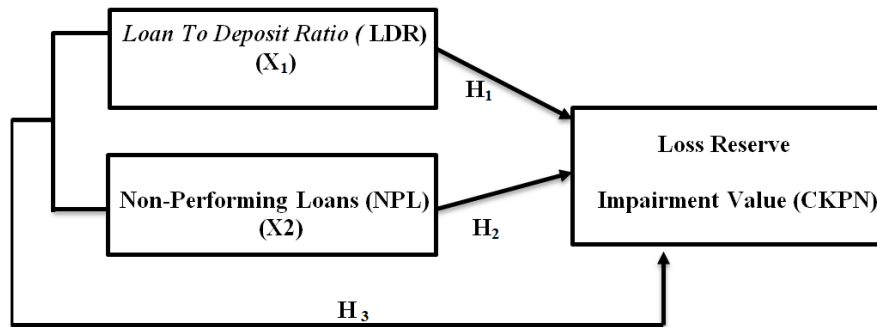 Loan To Deposit Ratio ( LDR)
(X₁)
H₁
Loss Reserve
Impairment Value (CKPN)
Non-Performing Loans (NPL)
(X2)
H₂
H₃